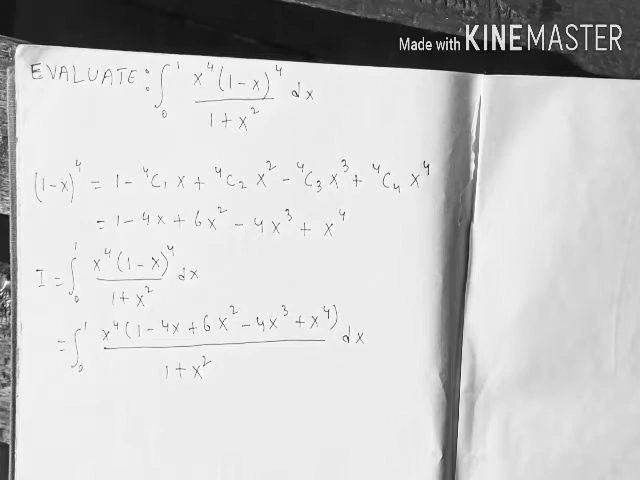 Made with KINEMASTER
EVALUATE: ∫₀¹ x⁴(1-x)⁴ / 1+x² dx
(1-x)⁴ = 1 - ⁴C₁ x + ⁴C₂ x² - ⁴C₃ x³ + ⁴C₄ x⁴
= 1 - 4x + 6x² - 4x³ + x⁴
I = ∫₀¹ x⁴(1-x)⁴ / 1+x² dx
= ∫₀¹ x⁴(1 - 4x + 6x² - 4x³ + x⁴) / 1+x² dx